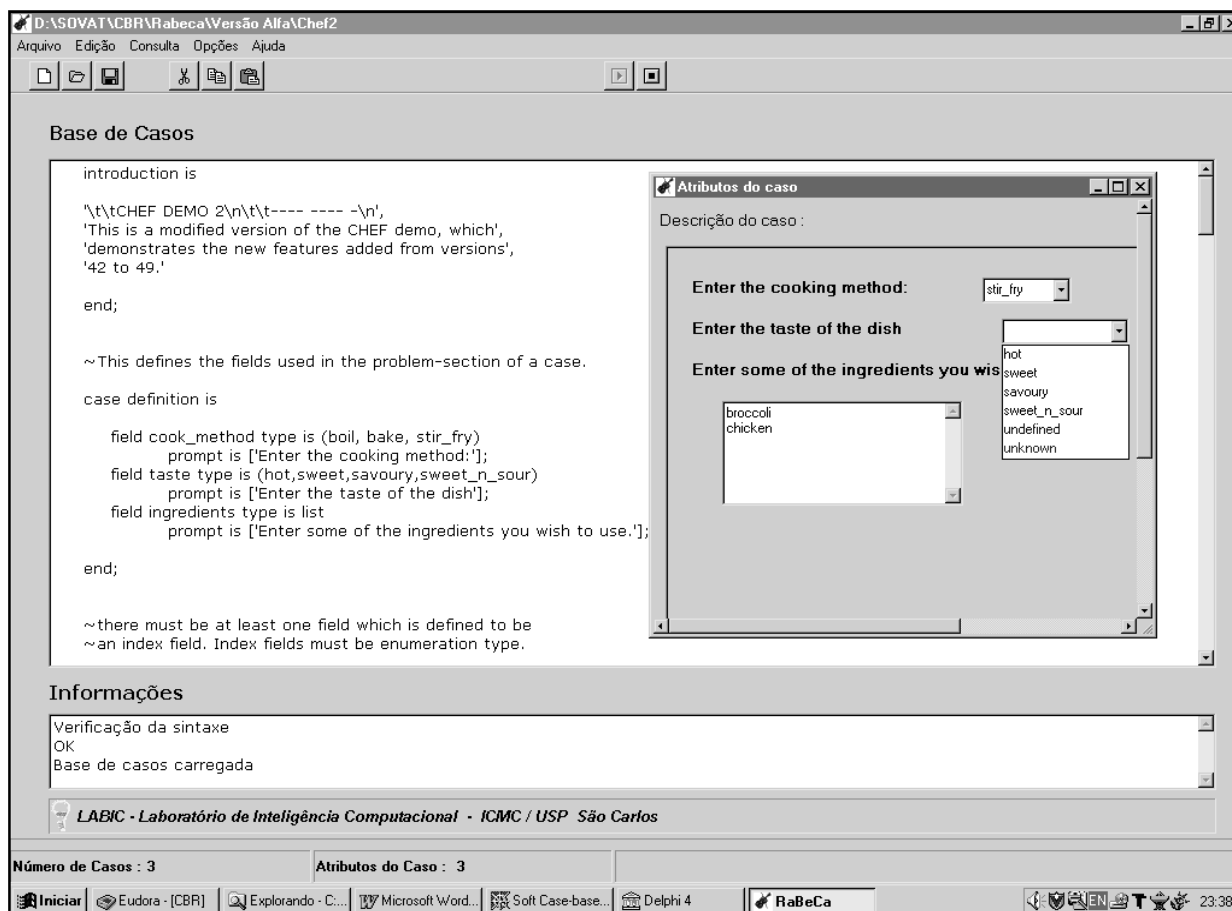 D:\SOVAT\CBR\Rabeca\Versão Alfa\Chef2
Arquivo Edição Consulta Opções Ajuda
Base de Casos
introduction is
'\t\tCHEF DEMO 2\n\t\t---- ---- -\n',
'This is a modified version of the CHEF demo, which',
'demonstrates the new features added from versions',
'42 to 49.'
end;
~This defines the fields used in the problem-section of a case.
case definition is
field cook_method type is (boil, bake, stir_fry)
prompt is ['Enter the cooking method:'];
field taste type is (hot,sweet,savoury,sweet_n_sour)
prompt is ['Enter the taste of the dish'];
field ingredients type is list
prompt is ['Enter some of the ingredients you wish to use.'];
end;
~there must be at least one field which is defined to be
~an index field. Index fields must be enumeration type.
Atributos do caso
Descrição do caso :
Enter the cooking method: stir_fry
Enter the taste of the dish
hot
sweet
savoury
sweet_n_sour
undefined
unknown
Enter some of the ingredients you wis
broccoli
chicken
Informações
Verificação da sintaxe
OK
Base de casos carregada
LABIC - Laboratório de Inteligência Computacional - ICMC / USP São Carlos
Número de Casos : 3 Atributos do Caso : 3
Iniciar Eudora - [CBR] Explorando - C:... Microsoft Word... Soft Case-base... Delphi 4 RaBeCa EN 23:36